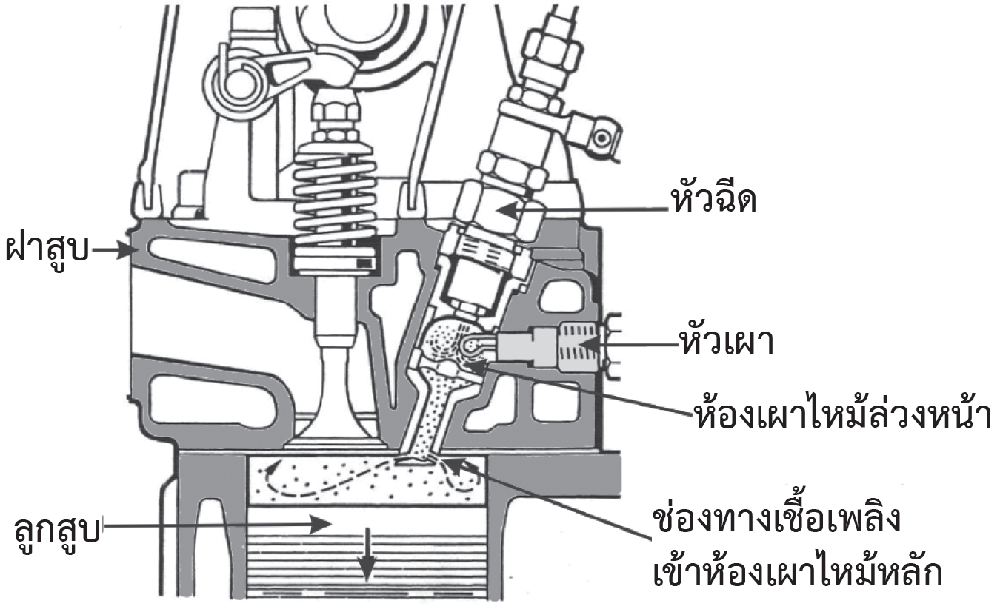 หัวฉีด
ฝาสูบ
หัวเผา
ห้องเผาไหม้ล่วงหน้า
ลูกสูบ
ช่องทางเชื้อเพลิง
เข้าห้องเผาไหม้หลัก